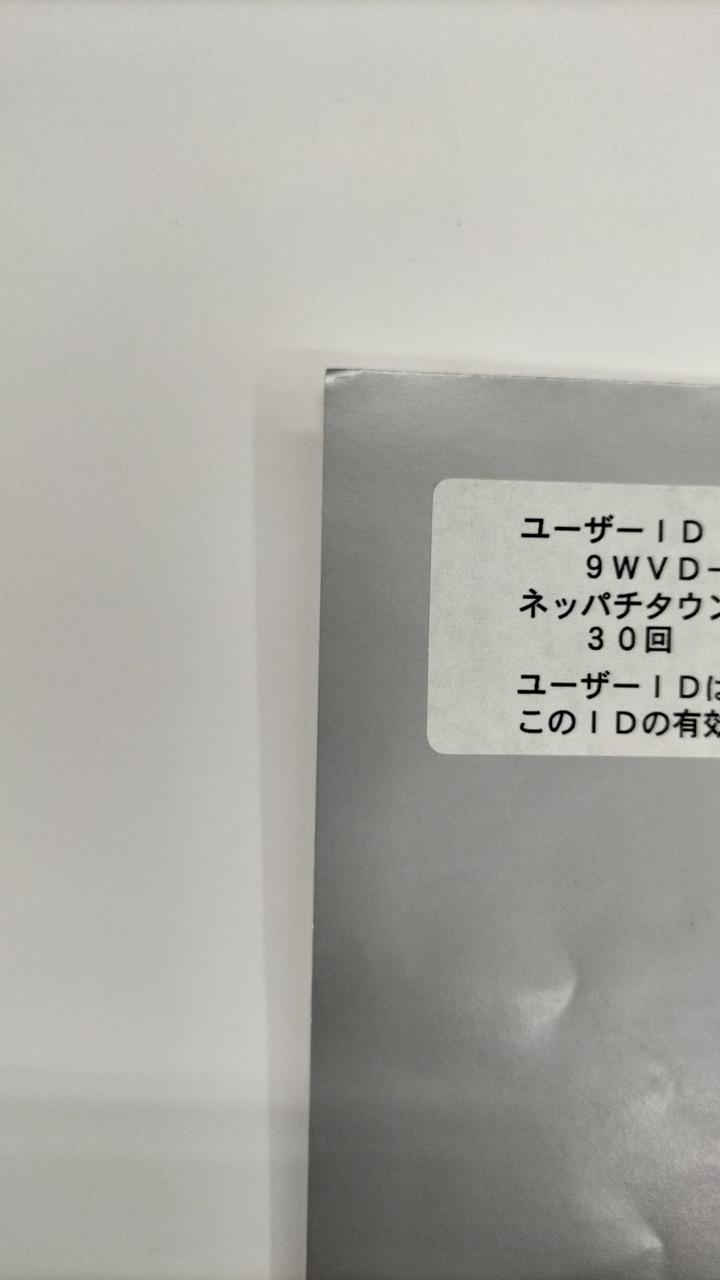 ユーザーＩＤ
９ＷＶＤ－
ネッパチタウン
３０回
ユーザーＩＤは
このＩＤの有効